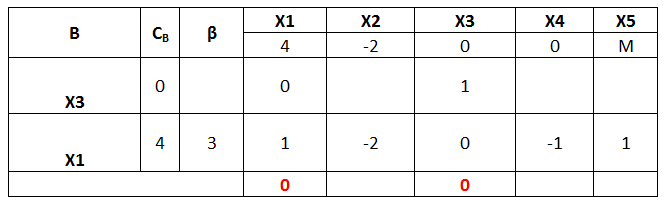 B C_B β X1 X2 X3 X4 X5
4 -2 0 0 M
X3 0 0 1
X1 4 3 1 -2 0 -1 1
0 0